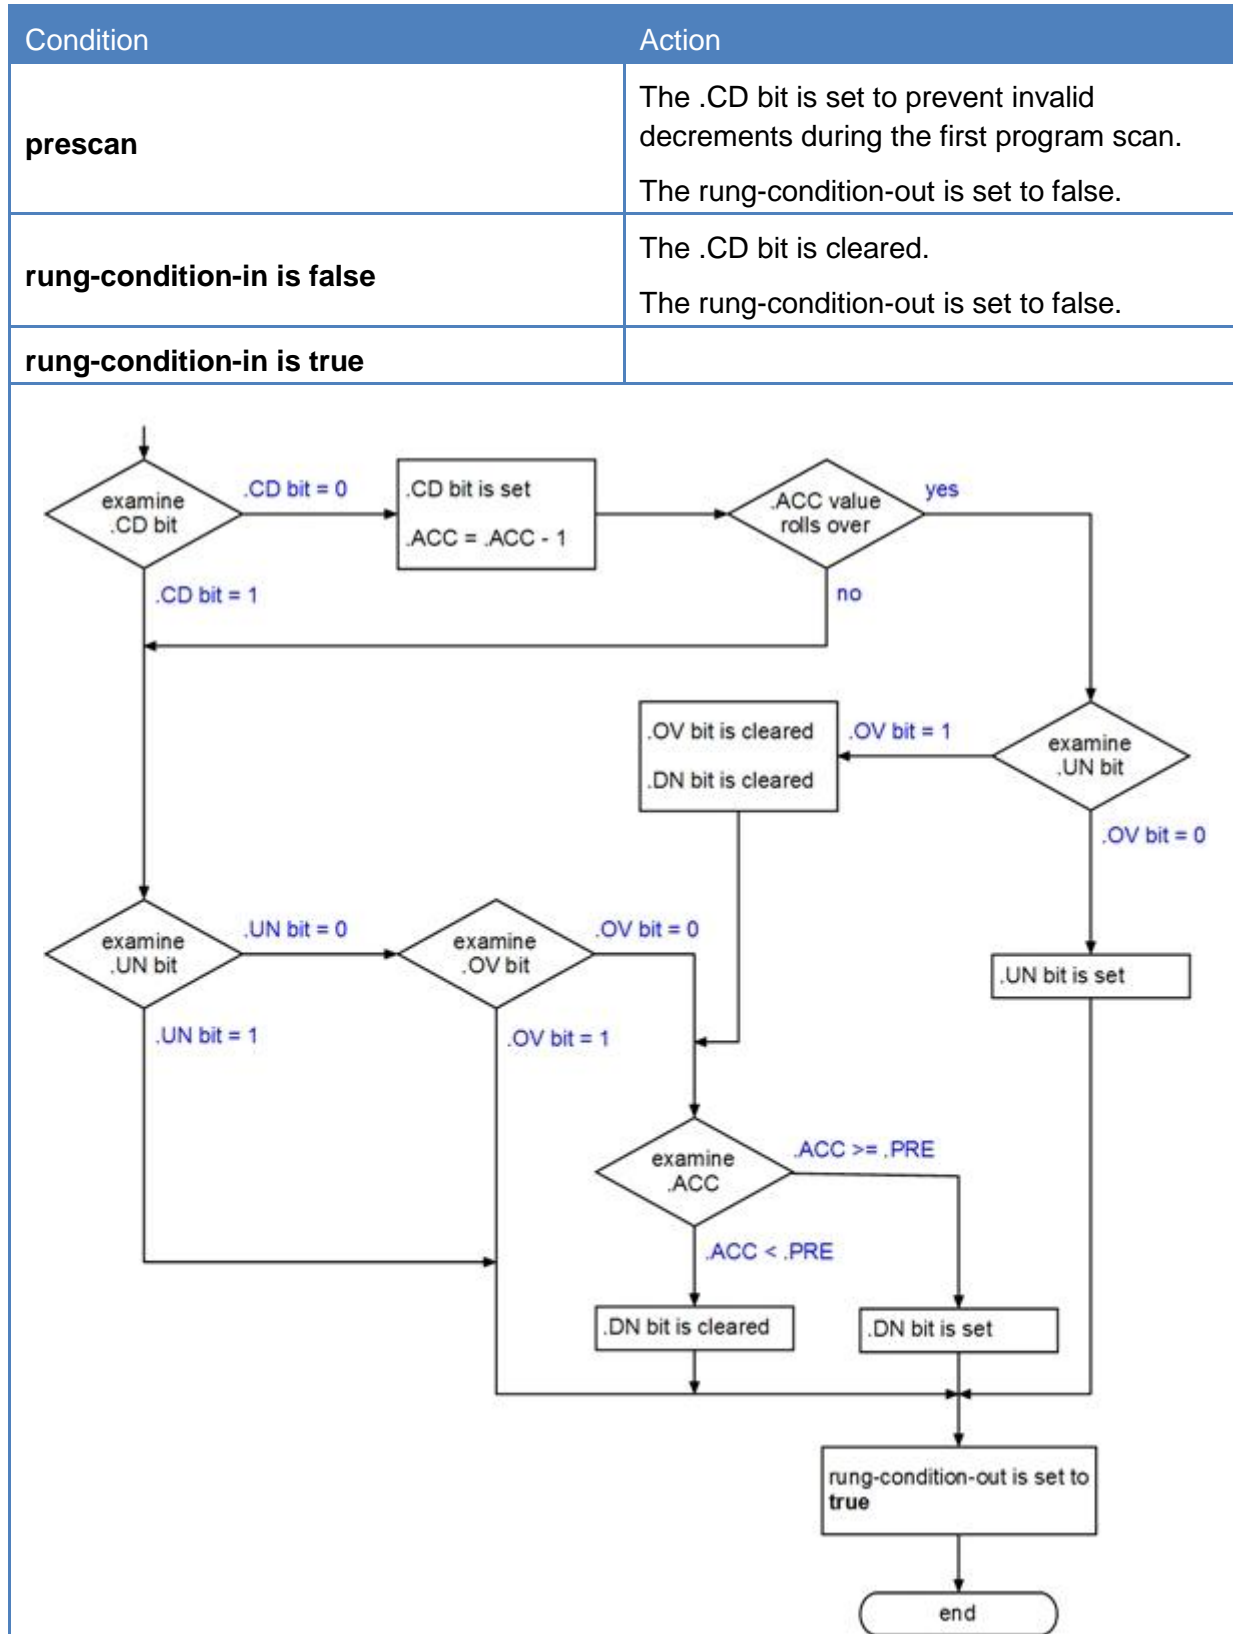 Condition
Action
prescan
The .CD bit is set to prevent invalid
decrements during the first program scan.
The rung-condition-out is set to false.
rung-condition-in is false
The .CD bit is cleared.
The rung-condition-out is set to false.
rung-condition-in is true
examine
.CD bit
.CD bit = 0
.CD bit is set
.ACC = .ACC - 1
.ACC value
rolls over
yes
.CD bit = 1
no
.OV bit is cleared
.DN bit is cleared
.OV bit = 1
examine
.UN bit
.OV bit = 0
examine
.UN bit
.UN bit = 0
examine
.OV bit
.OV bit = 0
.UN bit is set
.UN bit = 1
.OV bit = 1
examine
.ACC
.ACC >= .PRE
.ACC < .PRE
.DN bit is cleared
.DN bit is set
rung-condition-out is set to
true
end